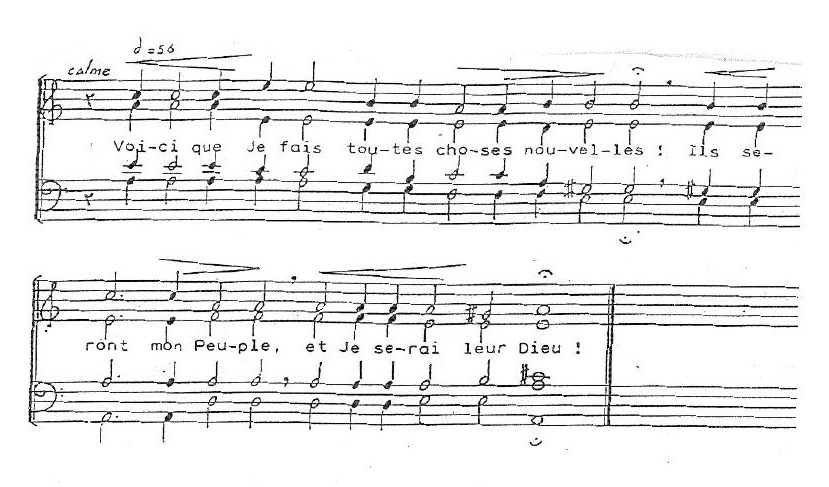 𝅗𝅥 = 56
calme
Voi-ci que Je fais tou-tes cho-ses nou-vel-les ! Ils se-
ront mon Peu-ple, et Je se-rai leur Dieu !